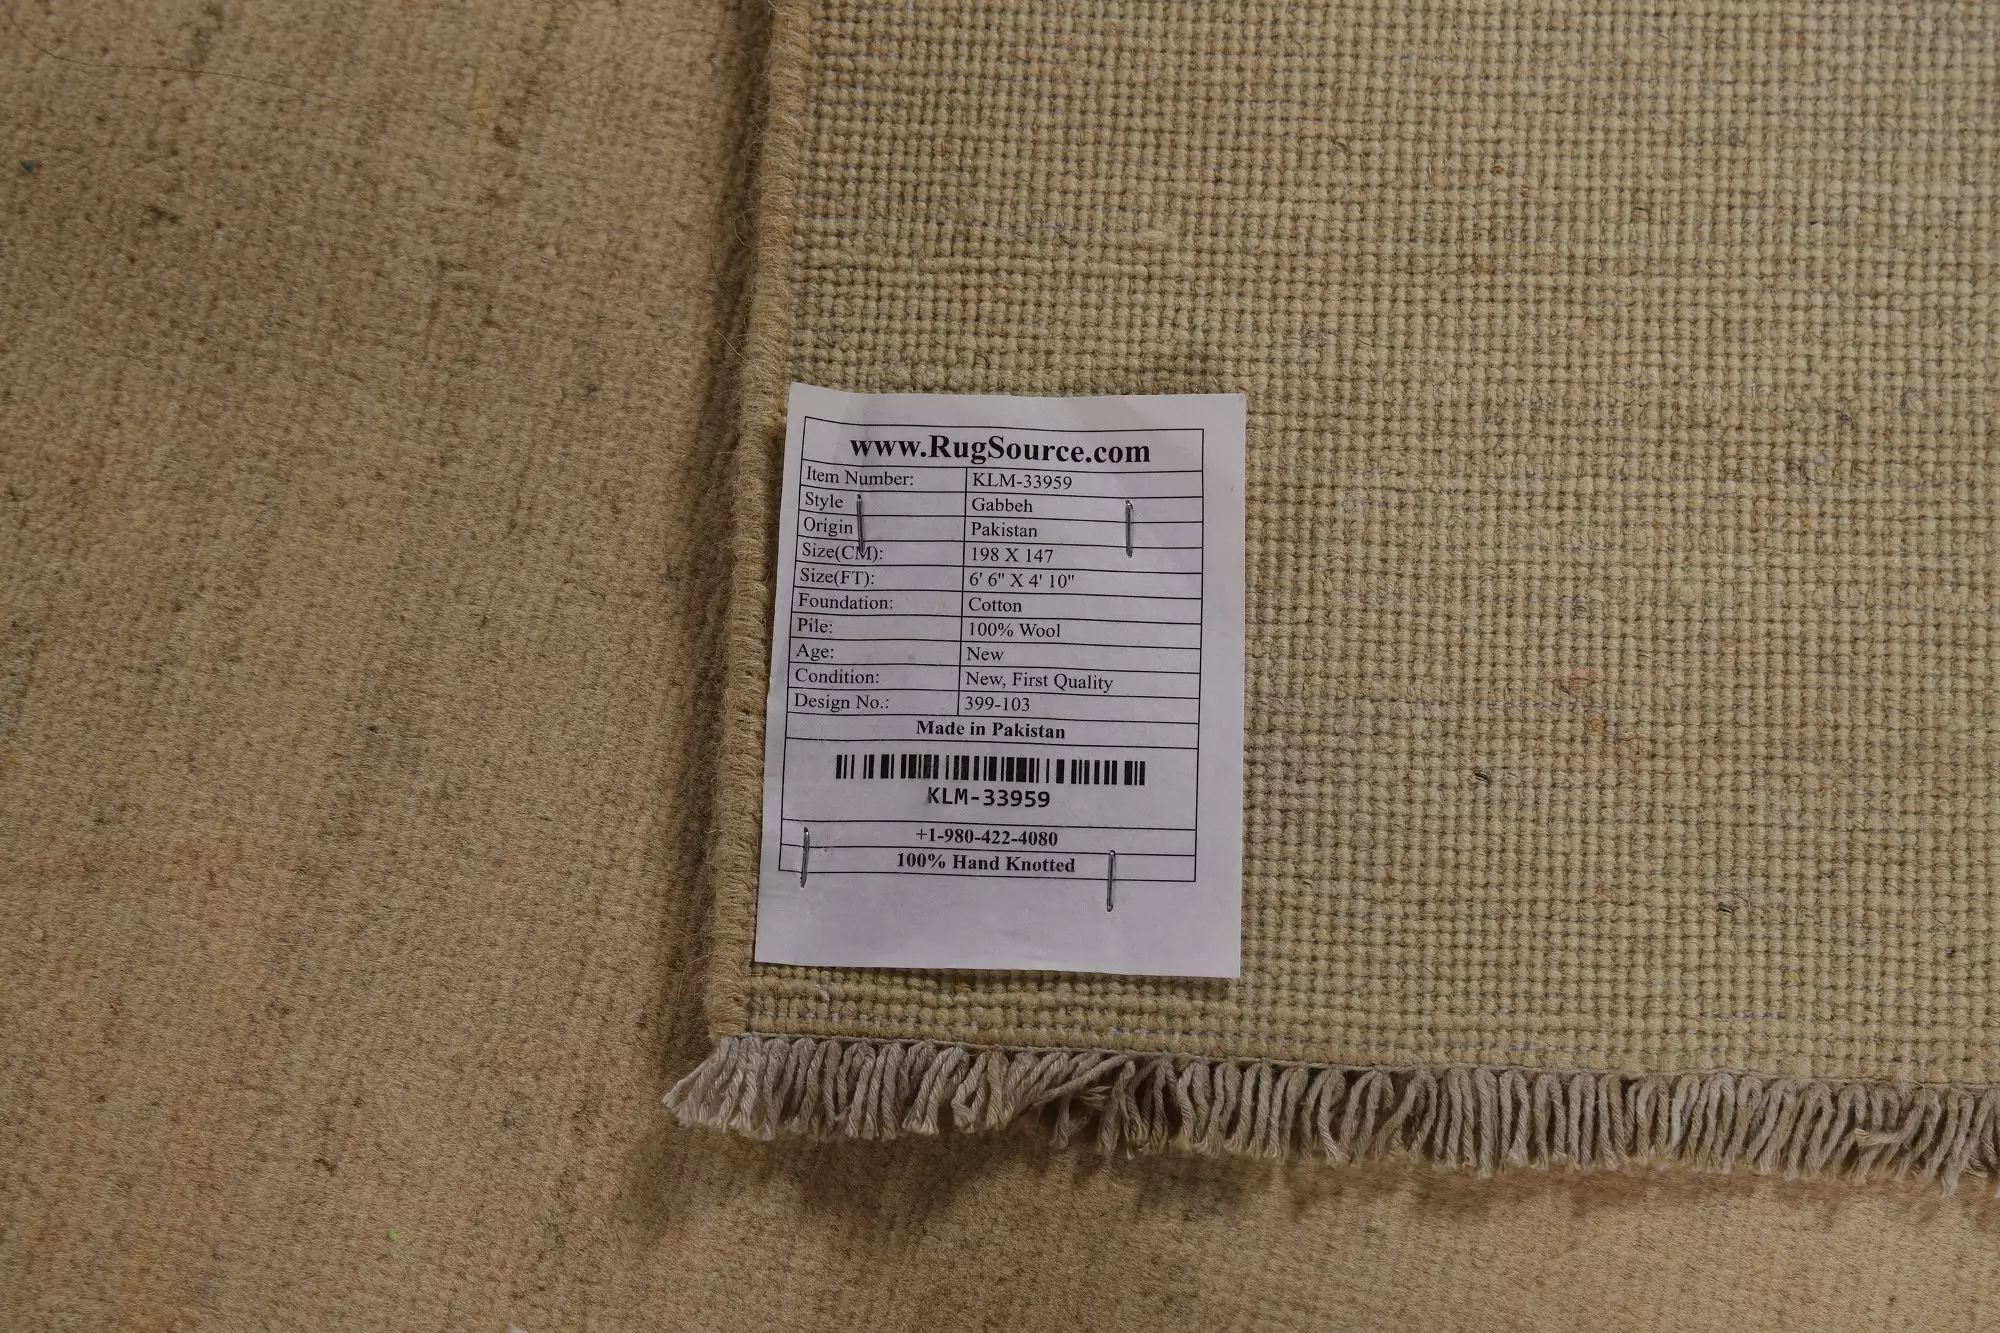 www.RugSource.com
Item Number: KLM-33959
Style Gabbeh
Origin Pakistan
Size(CM): 198 X 147
Size(FT): 6' 6" X 4' 10"
Foundation: Cotton
Pile: 100% Wool
Age: New
Condition: New, First Quality
Design No.: 399-103
Made in Pakistan
KLM-33959
+1-980-422-4080
100% Hand Knotted